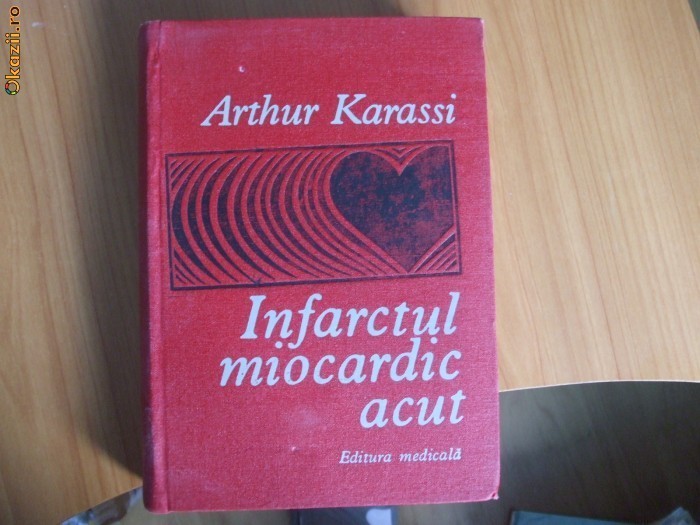 Okazii.ro
Arthur Karassi
Infarctul
miocardic
acut
Editura medicală